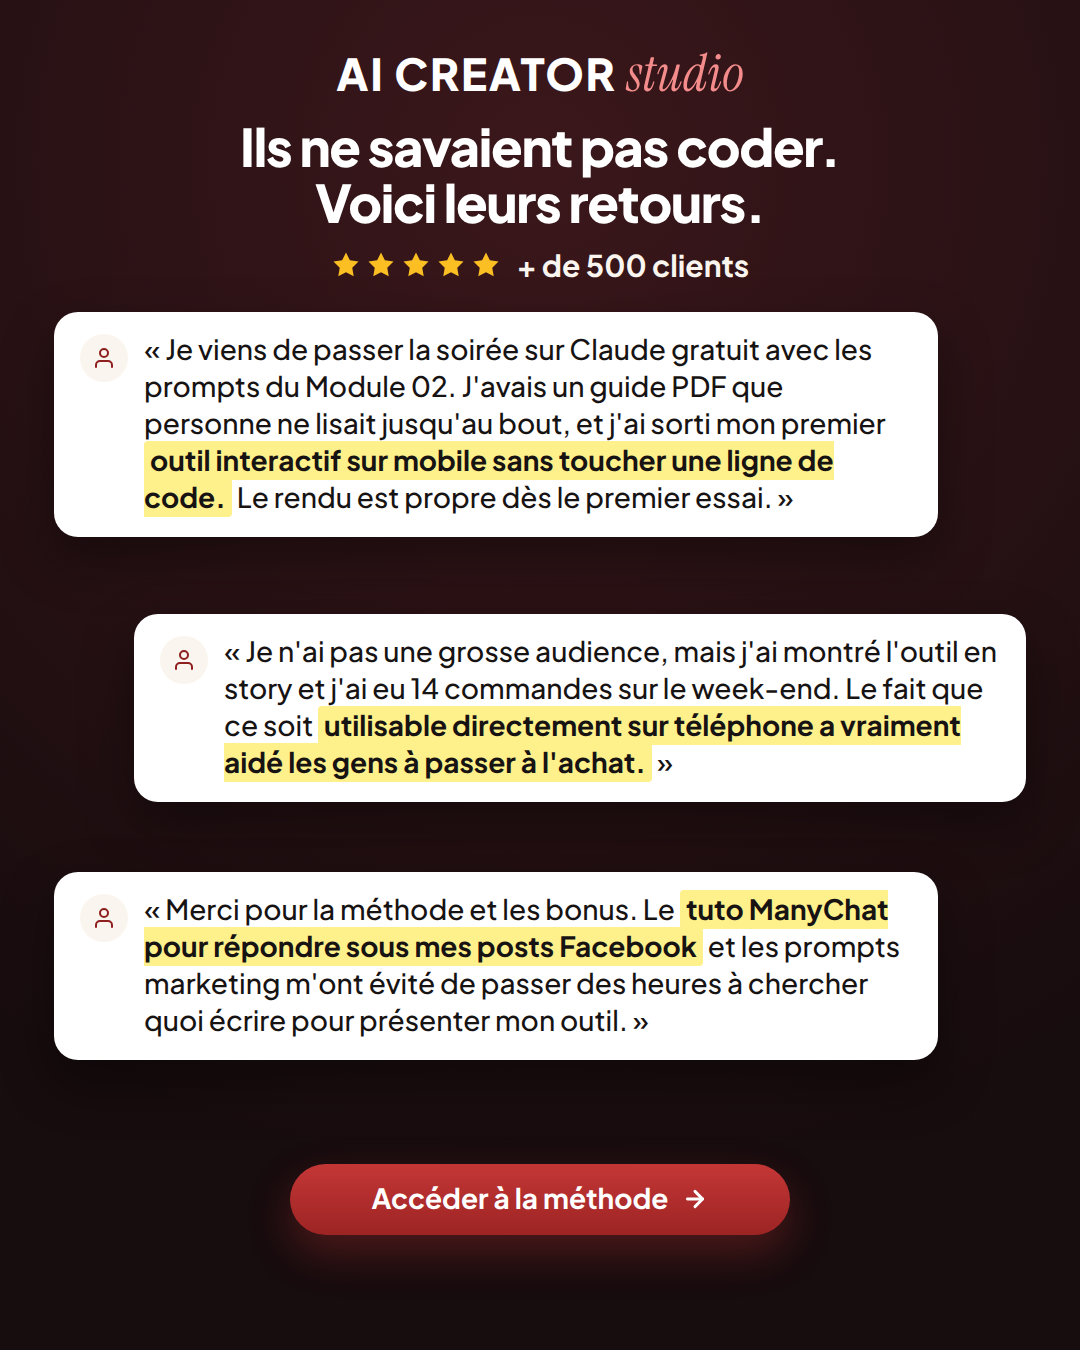 AI CREATOR studio
Ils ne savaient pas coder.
Voici leurs retours.
+ de 500 clients
« Je viens de passer la soirée sur Claude gratuit avec les
prompts du Module 02. J'avais un guide PDF que
personne ne lisait jusqu'au bout, et j'ai sorti mon premier
outil interactif sur mobile sans toucher une ligne de
code. Le rendu est propre dès le premier essai. »
« Je n'ai pas une grosse audience, mais j'ai montré l'outil en
story et j'ai eu 14 commandes sur le week-end. Le fait que
ce soit utilisable directement sur téléphone a vraiment
aidé les gens à passer à l'achat. »
« Merci pour la méthode et les bonus. Le tuto ManyChat
pour répondre sous mes posts Facebook et les prompts
marketing m'ont évité de passer des heures à chercher
quoi écrire pour présenter mon outil. »
Accéder à la méthode →